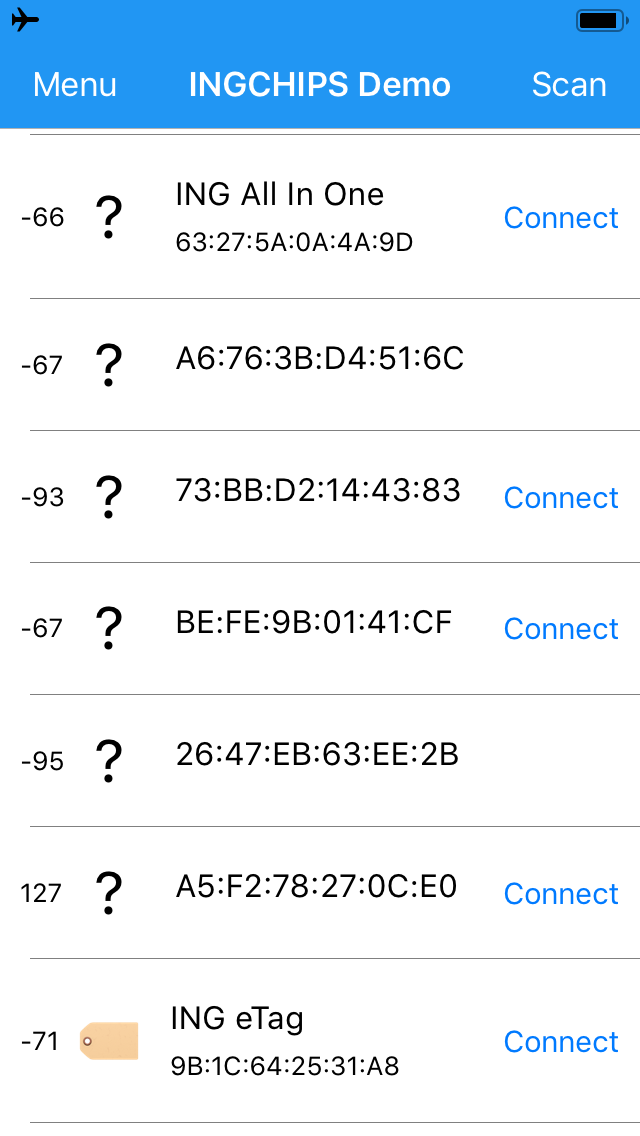 Menu
INGCHIPS Demo
Scan
-66
?
ING All In One
63:27:5A:0A:4A:9D
Connect
-67
?
A6:76:3B:D4:51:6C
-93
?
73:BB:D2:14:43:83
Connect
-67
?
BE:FE:9B:01:41:CF
Connect
-95
?
26:47:EB:63:EE:2B
127
?
A5:F2:78:27:0C:E0
Connect
-71
ING eTag
9B:1C:64:25:31:A8
Connect